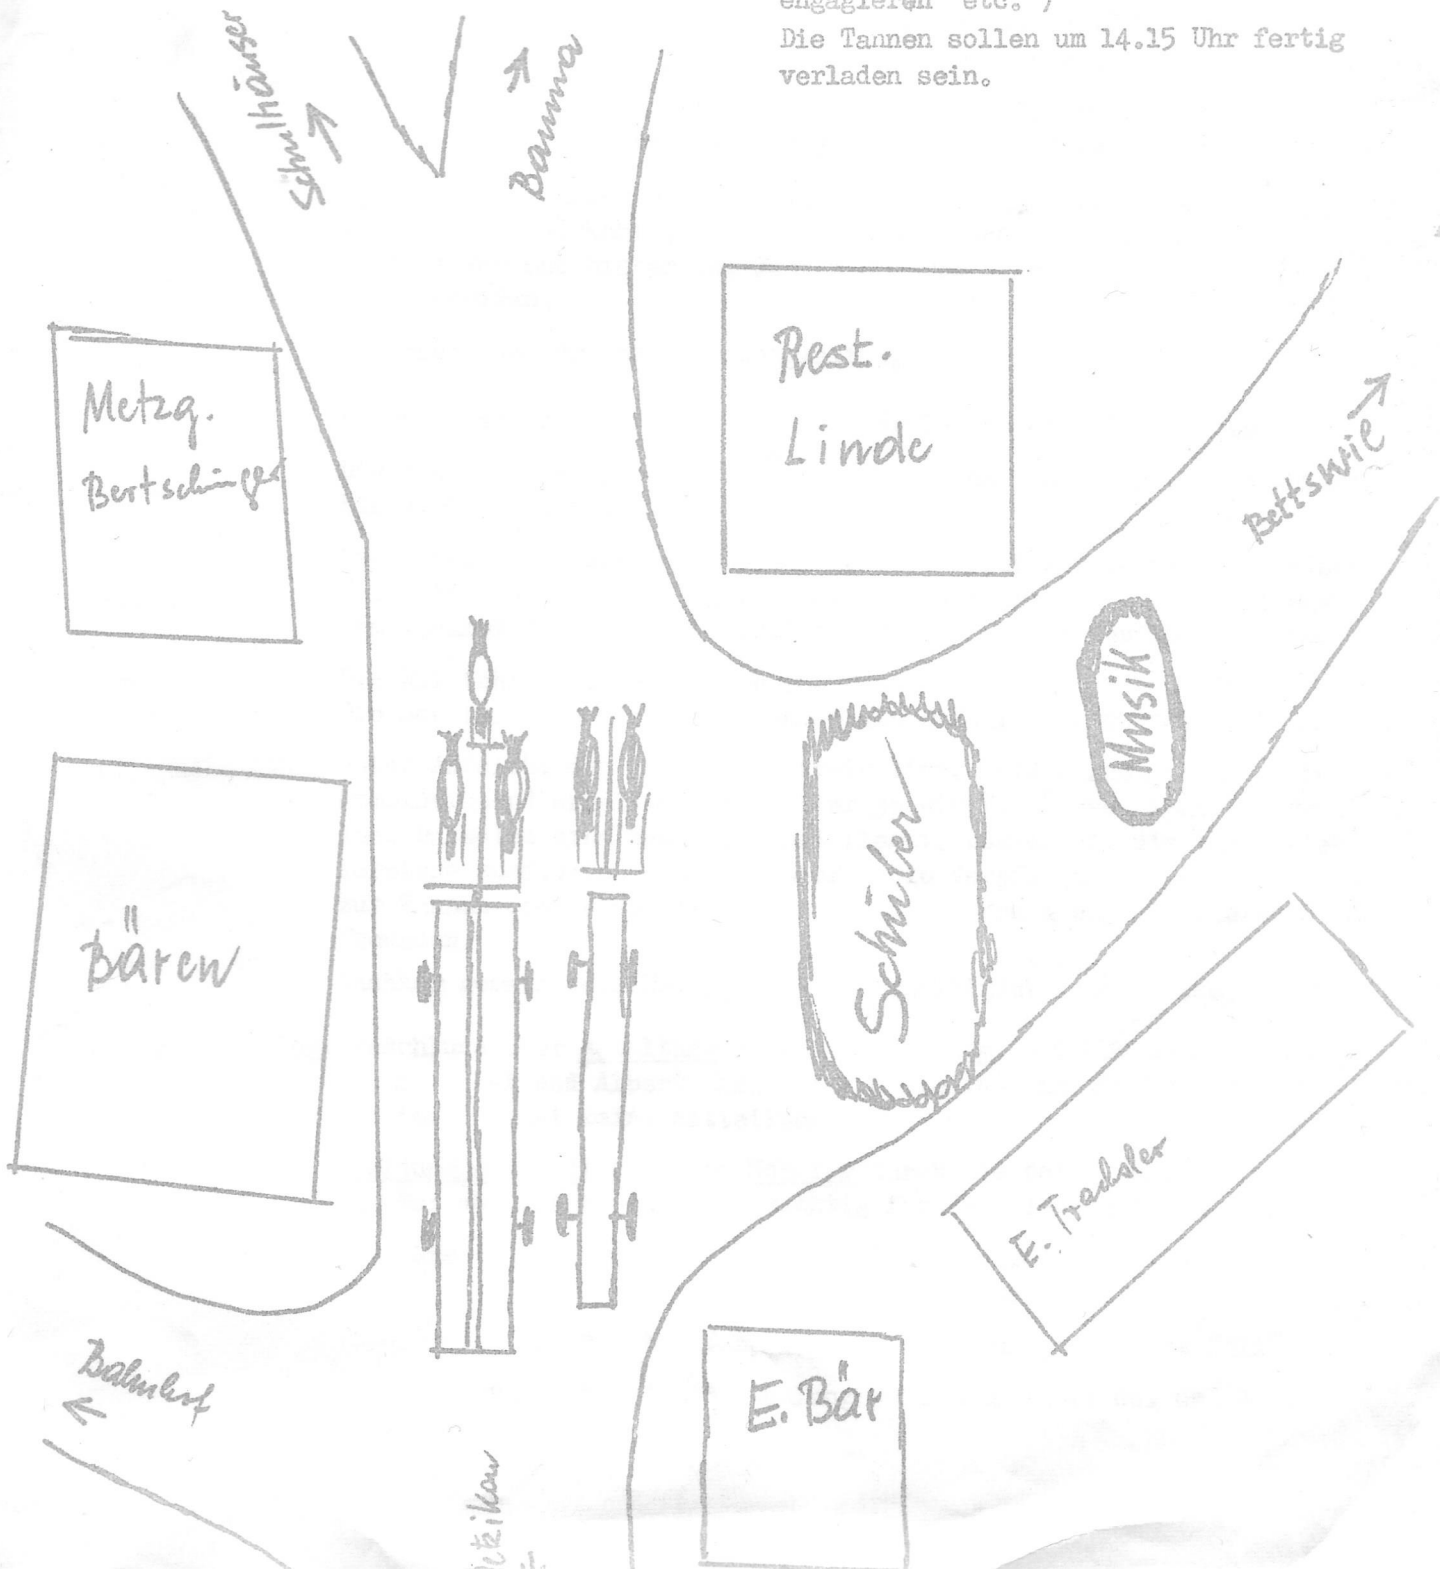 engagieren etc. /
Die Tannen sollen um 14.15 Uhr fertig
verladen sein.
Schulhäuser
Bauma
Rest.
Linde
Metzg.
Bertschinger
Bettswil
Musik
Schüler
Bären
E. Trachsler
Bahnhof
E. Bär
Wetzikon